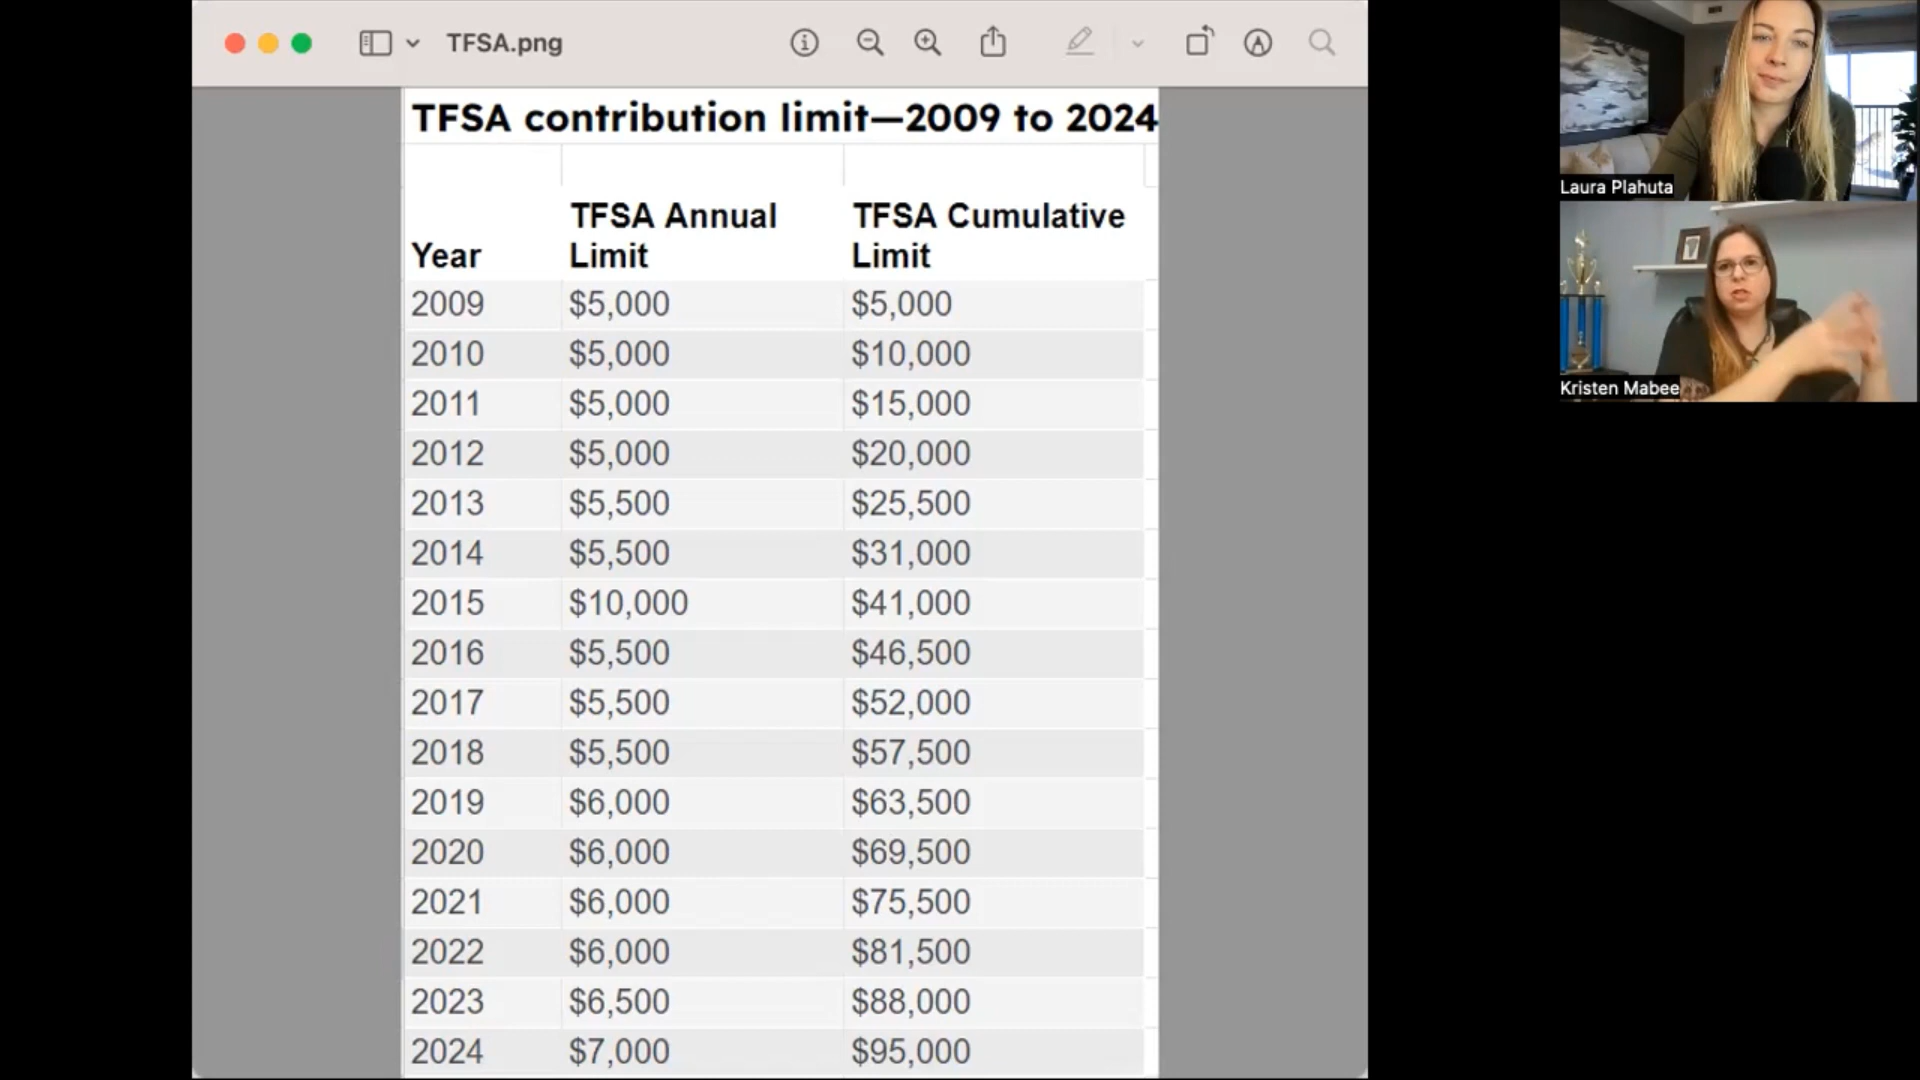 TFSA.png
TFSA contribution limit—2009 to 2024
Year TFSA Annual Limit TFSA Cumulative Limit
2009 $5,000 $5,000
2010 $5,000 $10,000
2011 $5,000 $15,000
2012 $5,000 $20,000
2013 $5,500 $25,500
2014 $5,500 $31,000
2015 $10,000 $41,000
2016 $5,500 $46,500
2017 $5,500 $52,000
2018 $5,500 $57,500
2019 $6,000 $63,500
2020 $6,000 $69,500
2021 $6,000 $75,500
2022 $6,000 $81,500
2023 $6,500 $88,000
2024 $7,000 $95,000
Laura Plahuta
Kristen Mabee